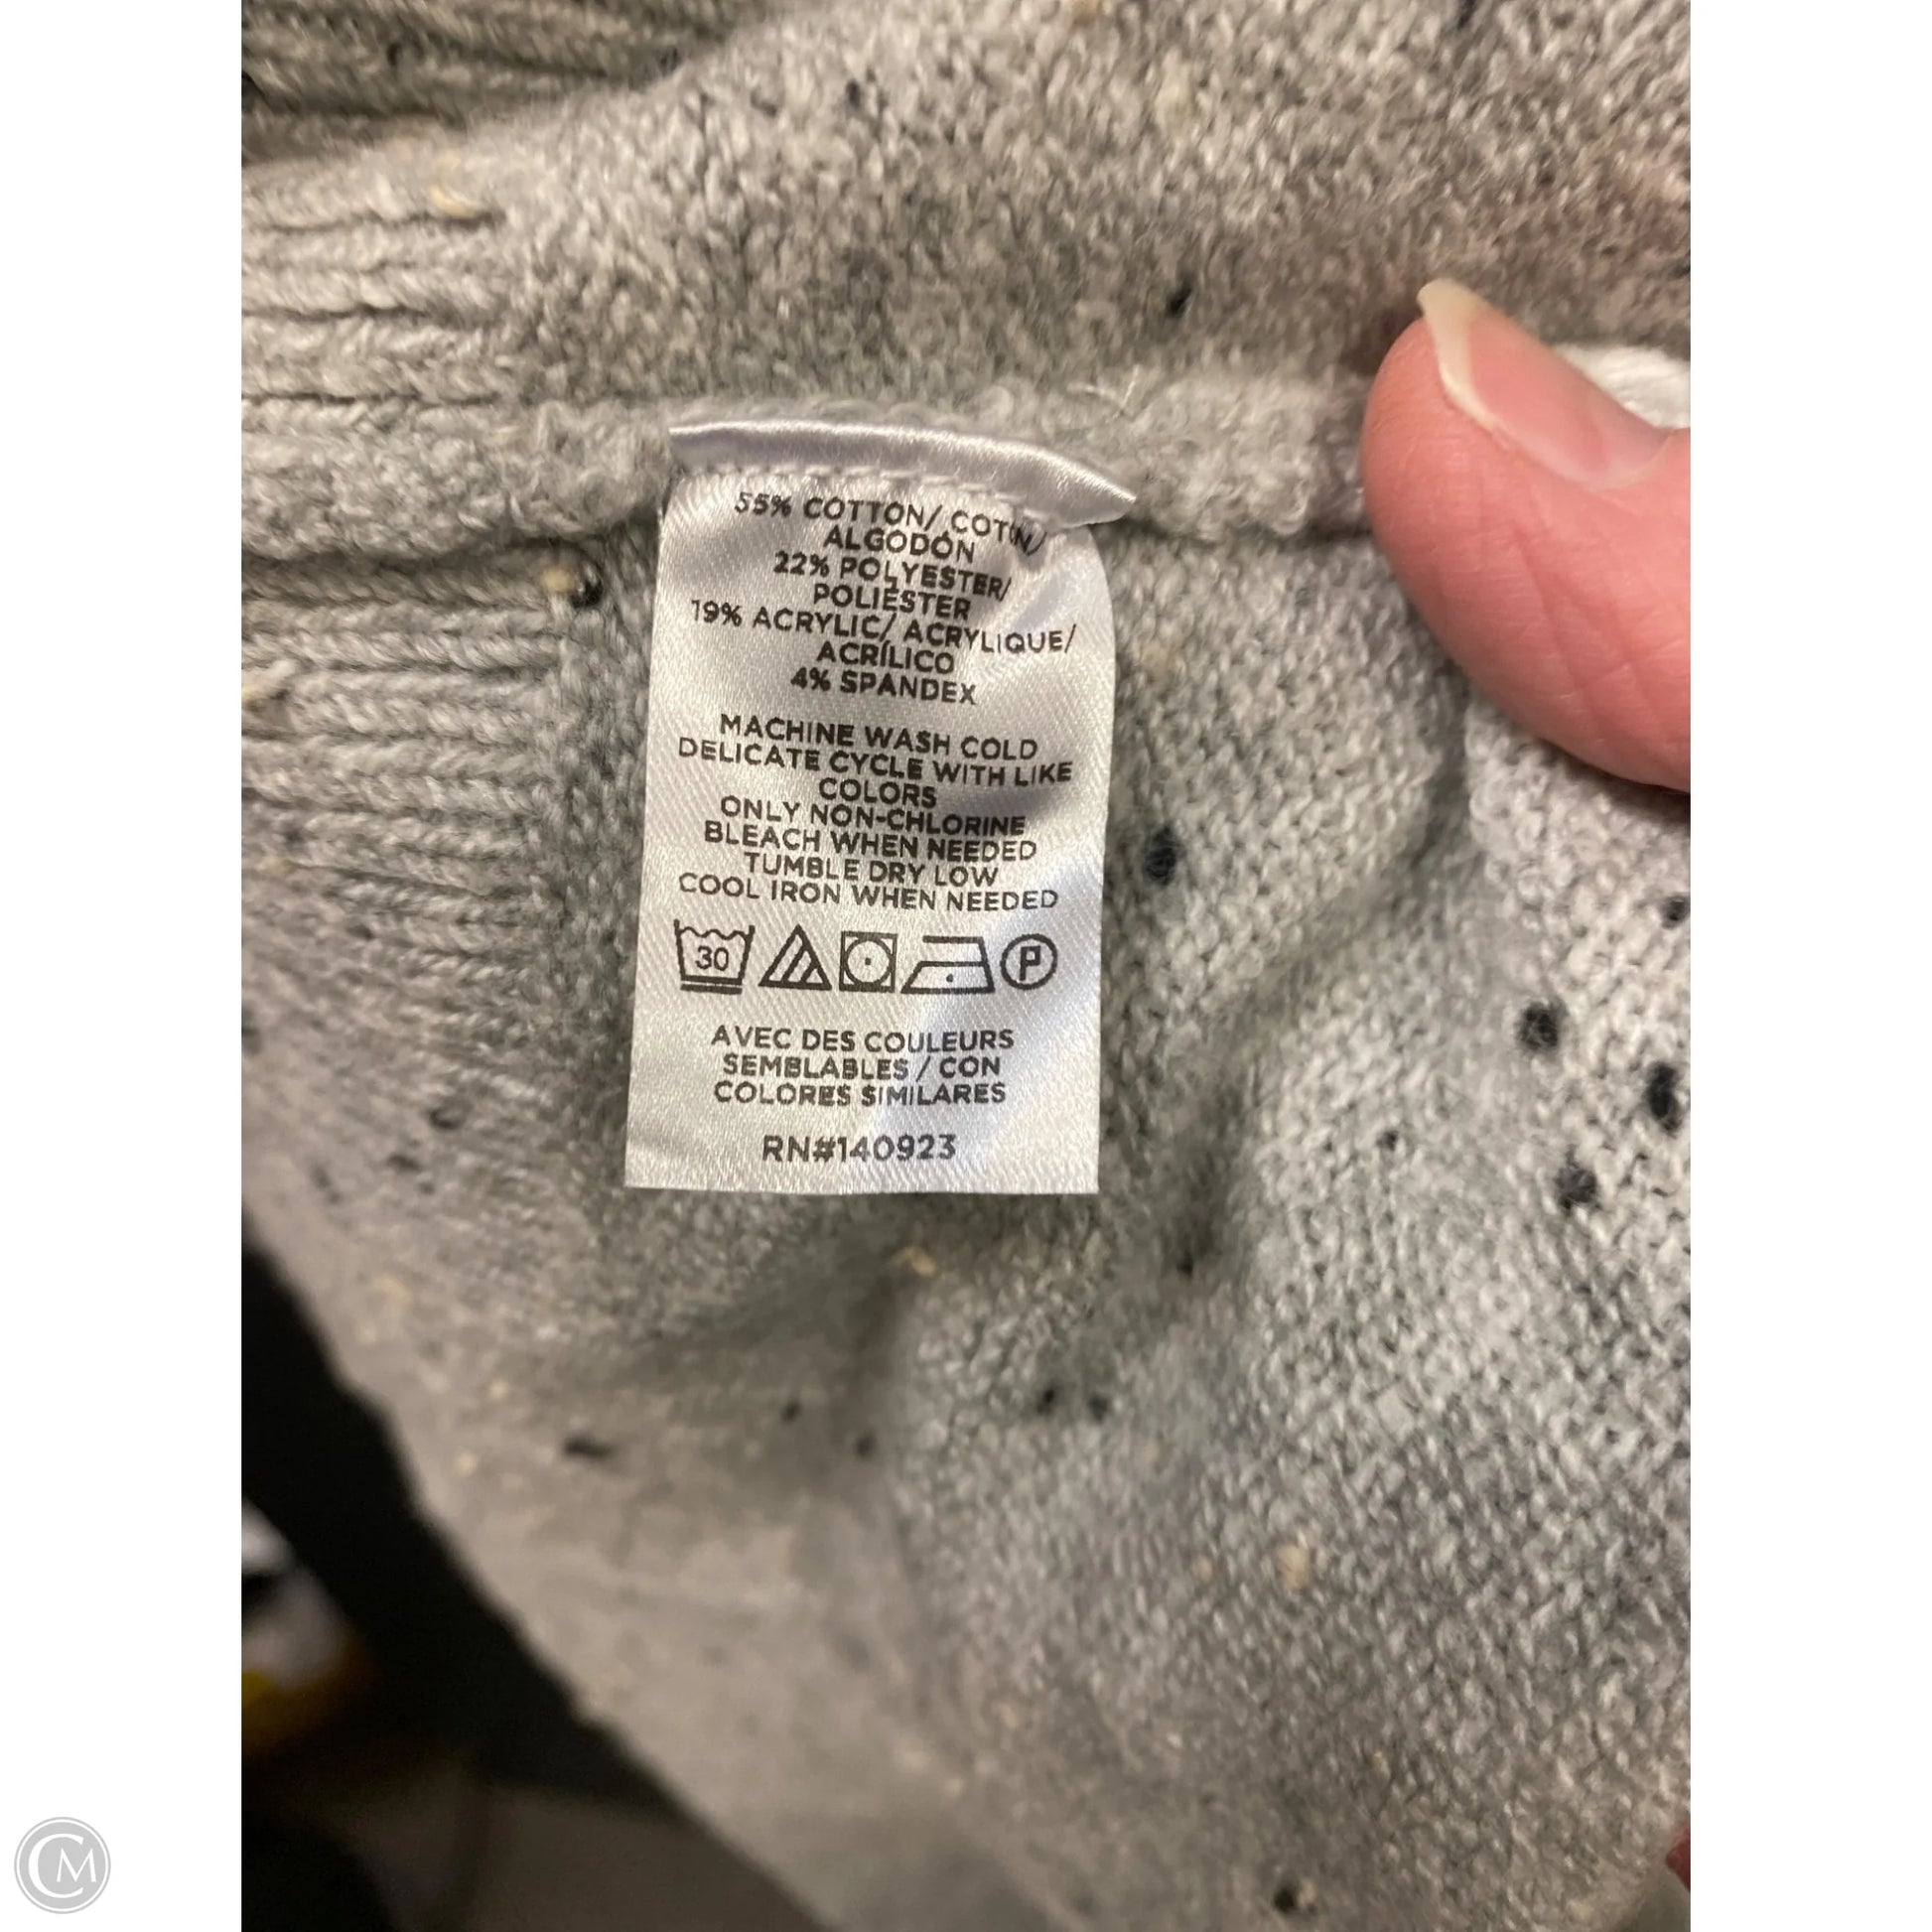 55% COTTON/ COTON/
ALGODÓN
22% POLYESTER/
POLIÉSTER
19% ACRYLIC/ ACRYLIQUE/
ACRÍLICO
4% SPANDEX
MACHINE WASH COLD
DELICATE CYCLE WITH LIKE
COLORS
ONLY NON-CHLORINE
BLEACH WHEN NEEDED
TUMBLE DRY LOW
COOL IRON WHEN NEEDED
30 P
AVEC DES COULEURS
SEMBLABLES / CON
COLORES SIMILARES
RN#140923
CM